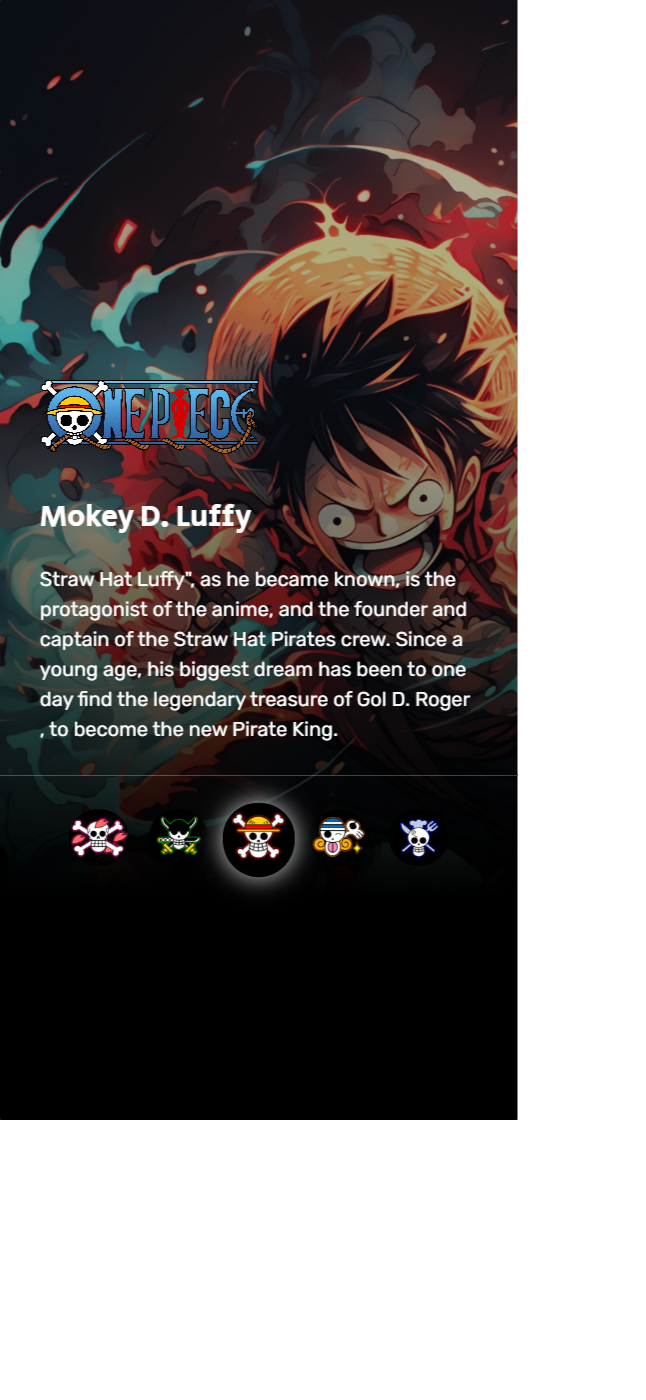 ONE PIECE
Mokey D. Luffy
Straw Hat Luffy", as he became known, is the
protagonist of the anime, and the founder and
captain of the Straw Hat Pirates crew. Since a
young age, his biggest dream has been to one
day find the legendary treasure of Gol D. Roger
, to become the new Pirate King.